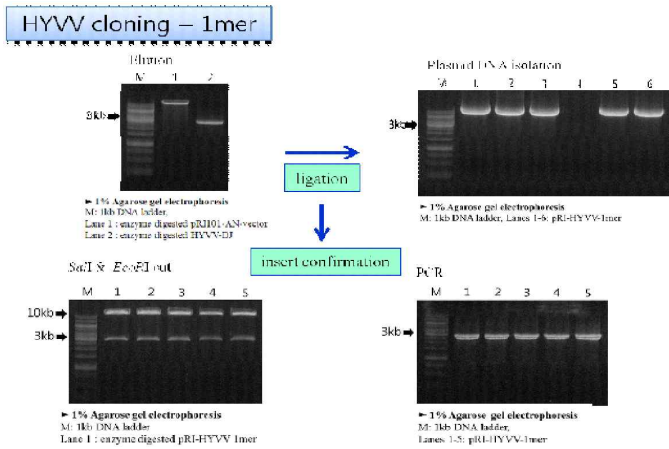 HYVV cloning – 1mer
Elution
M 1 2
3kb
► 1% Agarose gel electrophoresis
M: 1kb DNA ladder,
Lane 1 : enzyme digested pRI101-AN-vector
Lane 2 : enzyme digested HYVV-BJ
ligation
insert confirmation
Plasmid DNA isolation
M 1 2 3 4 5 6
3kb
► 1% Agarose gel electrophoresis
M: 1kb DNA ladder, Lanes 1-6: pRI-HYVV-1mer
SalI & EcoRI cut
M 1 2 3 4 5
10kb
3kb
► 1% Agarose gel electrophoresis
M: 1kb DNA ladder
Lane 1 : enzyme digested pRI-HYVV 1mer
PCR
M 1 2 3 4 5
3kb
► 1% Agarose gel electrophoresis
M: 1kb DNA ladder,
Lanes 1-5: pRI-HYVV-1mer